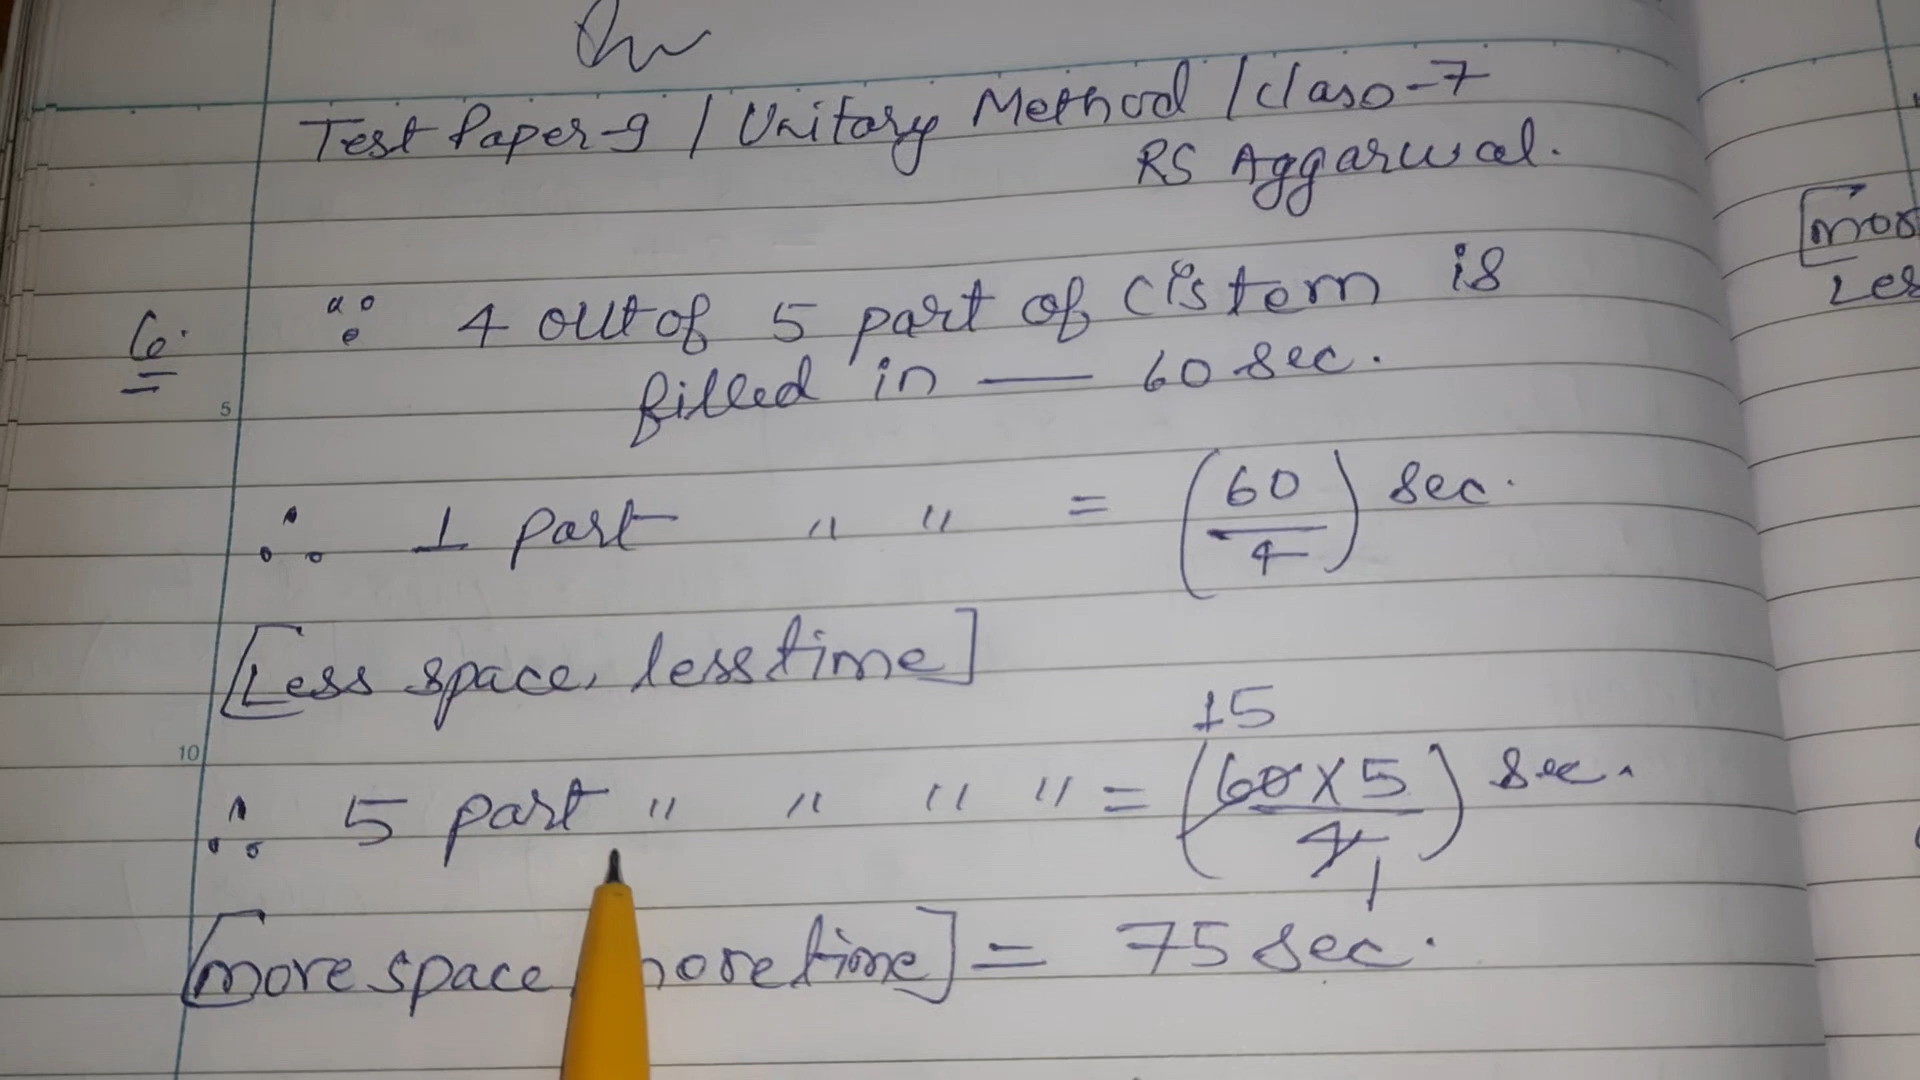 Test Paper-9 / Unitary Method / Class-7
RS Aggarwal.
6. ∵ 4 out of 5 part of cistern is
filled in — 60 sec.
5
∴ 1 part " " = (60/4) sec.
[Less space, less time]
15
10
∴ 5 part " " " " = (60×5/4) sec.
1
[more space more time] = 75 sec.